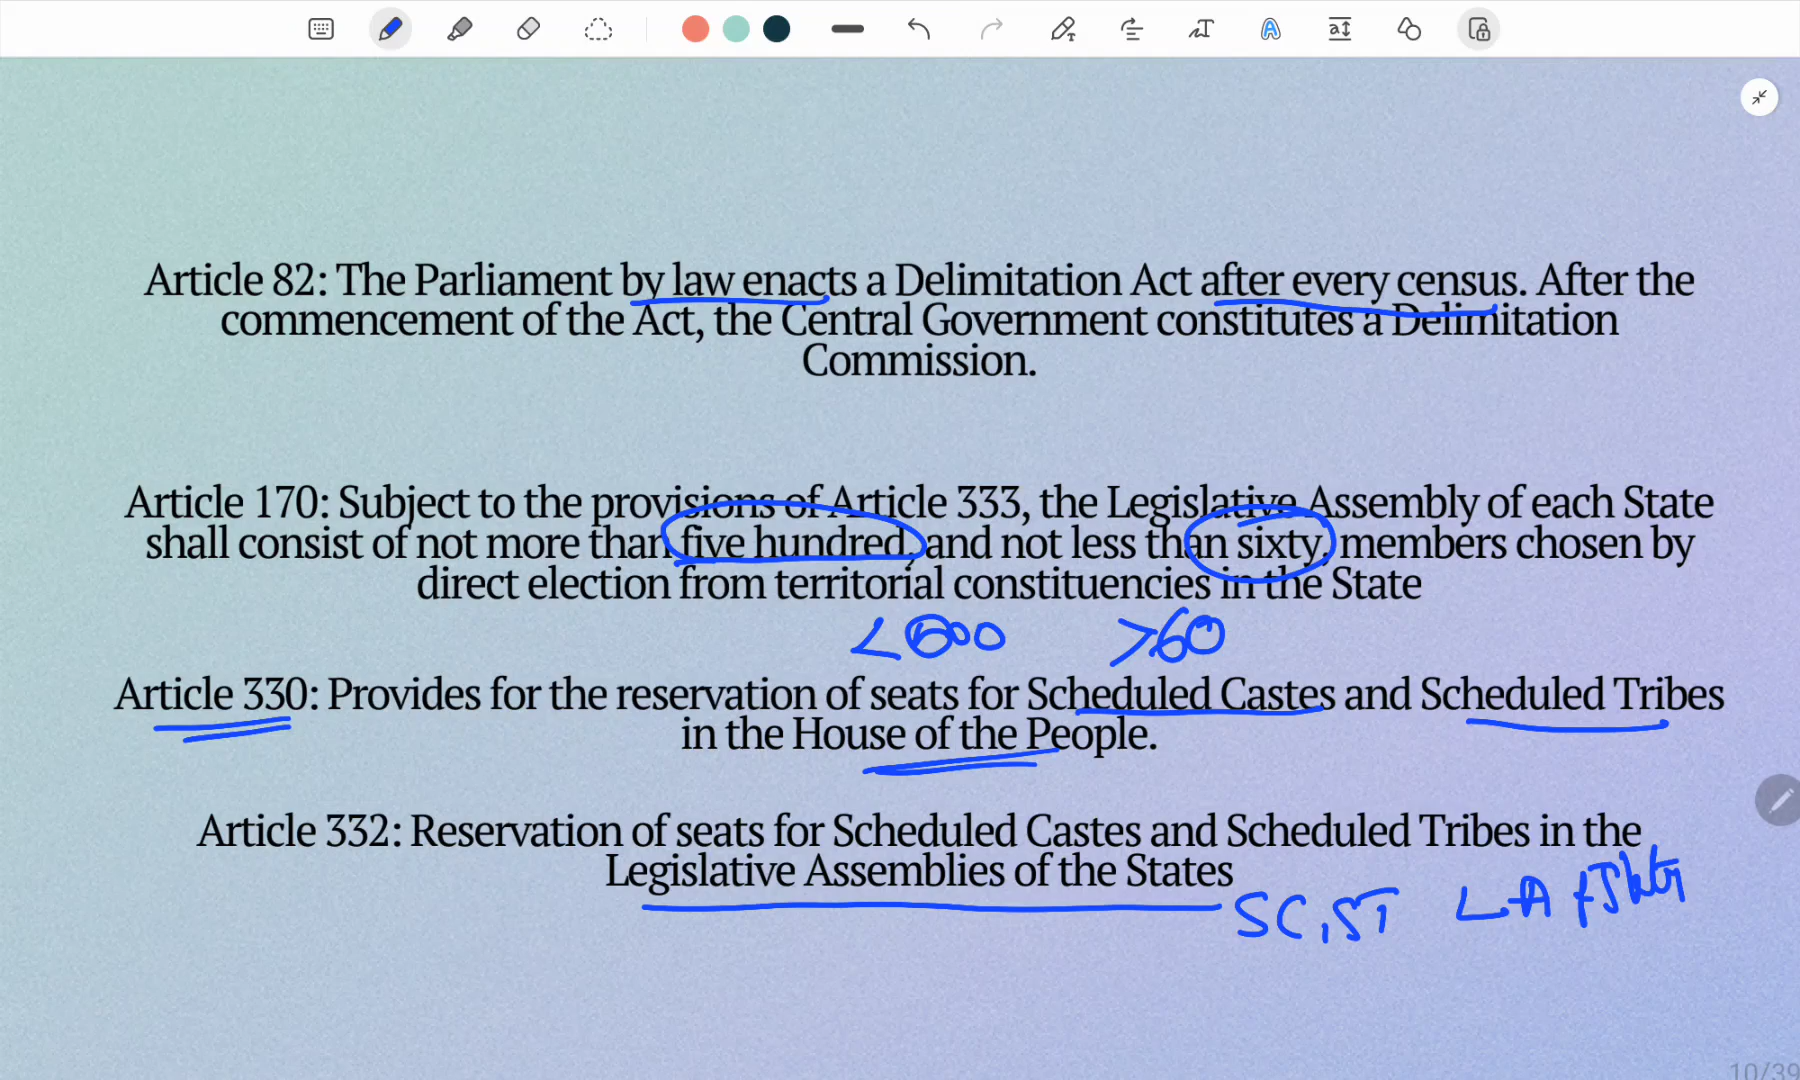 Article 82: The Parliament by law enacts a Delimitation Act after every census. After the
commencement of the Act, the Central Government constitutes a Delimitation
Commission.
Article 170: Subject to the provisions of Article 333, the Legislative Assembly of each State
shall consist of not more than five hundred, and not less than sixty, members chosen by
direct election from territorial constituencies in the State
<500 >60
Article 330: Provides for the reservation of seats for Scheduled Castes and Scheduled Tribes
in the House of the People.
Article 332: Reservation of seats for Scheduled Castes and Scheduled Tribes in the
Legislative Assemblies of the States
SC, ST LA
10/39